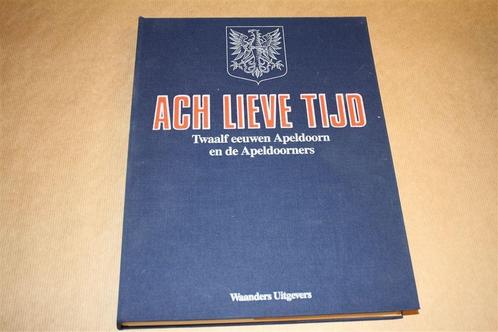 ACH LIEVE TIJD
Twaalf eeuwen Apeldoorn
en de Apeldoorners
Waanders Uitgevers